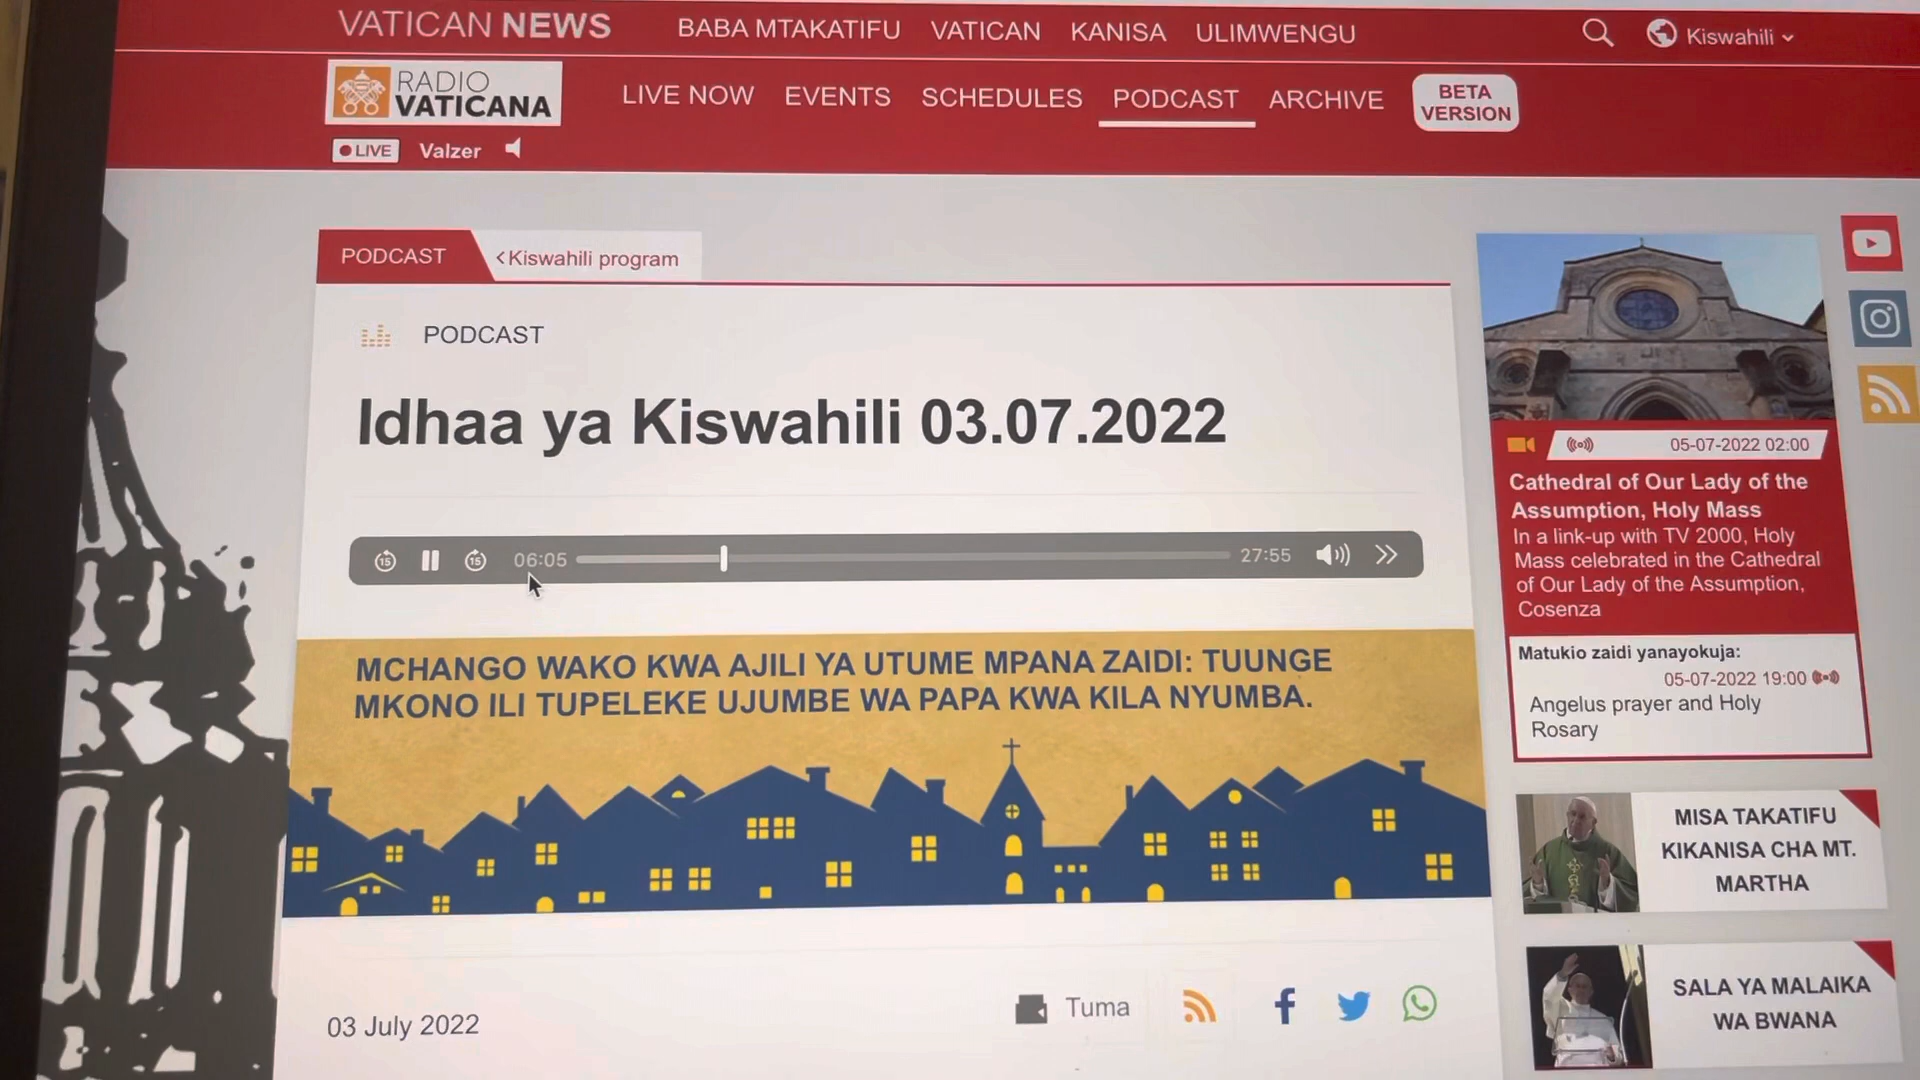 VATICAN NEWS
BABA MTAKATIFU VATICAN KANISA ULIMWENGU
Kiswahili
RADIO
VATICANA
LIVE NOW EVENTS SCHEDULES PODCAST ARCHIVE
BETA
VERSION
LIVE Valzer
PODCAST
<Kiswahili program
PODCAST
Idhaa ya Kiswahili 03.07.2022
15 15 06:05 27:55
MCHANGO WAKO KWA AJILI YA UTUME MPANA ZAIDI: TUUNGE
MKONO ILI TUPELEKE UJUMBE WA PAPA KWA KILA NYUMBA.
03 July 2022
Tuma
05-07-2022 02:00
Cathedral of Our Lady of the
Assumption, Holy Mass
In a link-up with TV 2000, Holy
Mass celebrated in the Cathedral
of Our Lady of the Assumption,
Cosenza
Matukio zaidi yanayokuja:
05-07-2022 19:00
Angelus prayer and Holy
Rosary
MISA TAKATIFU
KIKANISA CHA MT.
MARTHA
SALA YA MALAIKA
WA BWANA